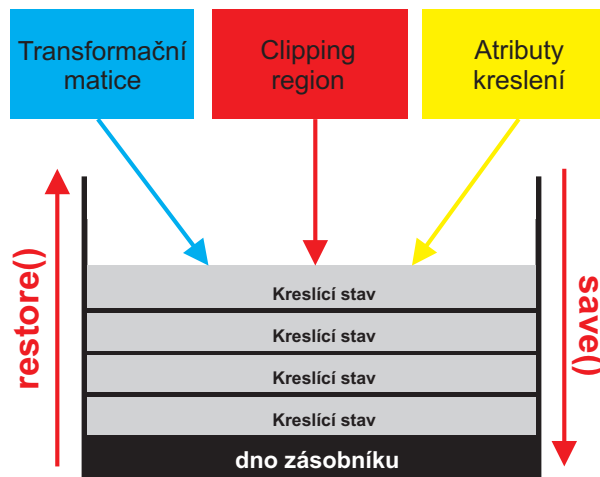 Transformační
matice
Clipping
region
Atributy
kreslení
restore()
save()
Kreslící stav
Kreslící stav
Kreslící stav
Kreslící stav
dno zásobníku